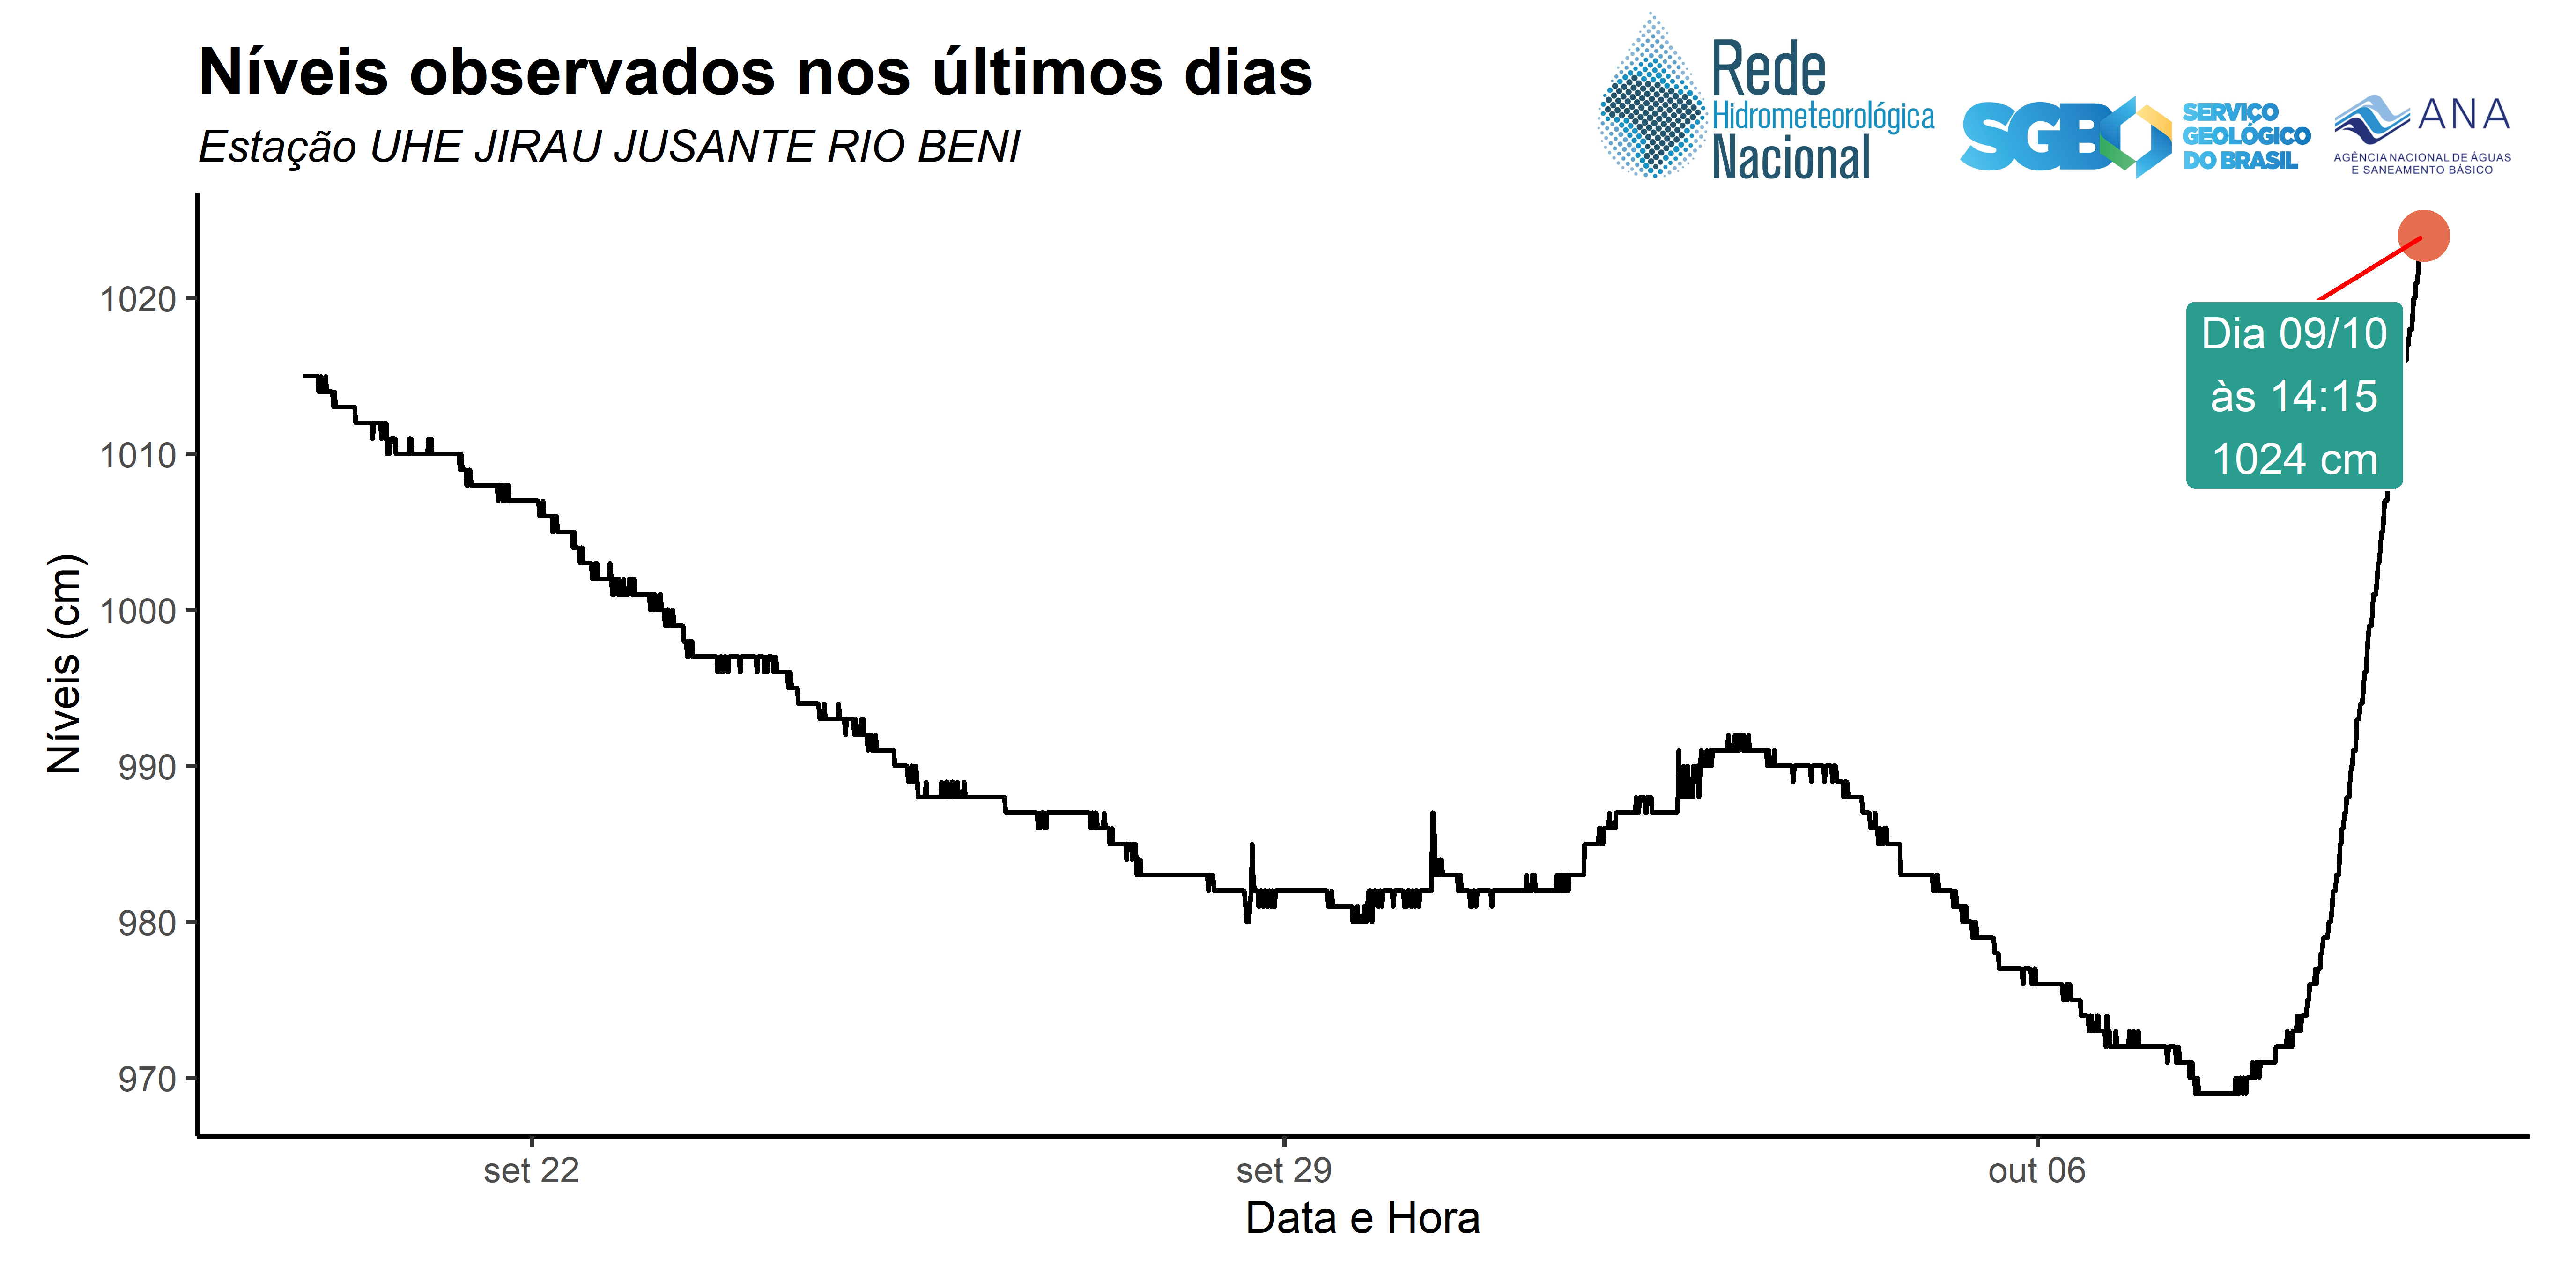 Níveis observados nos últimos dias
Estação UHE JIRAU JUSANTE RIO BENI
Rede
Hidrometeorológica
Nacional
SGB
SERVIÇO
GEOLÓGICO
DO BRASIL
ANA
AGÊNCIA NACIONAL DE ÁGUAS
E SANEAMENTO BÁSICO
Níveis (cm)
1020
1010
1000
990
980
970
Dia 09/10
às 14:15
1024 cm
set 22
set 29
out 06
Data e Hora